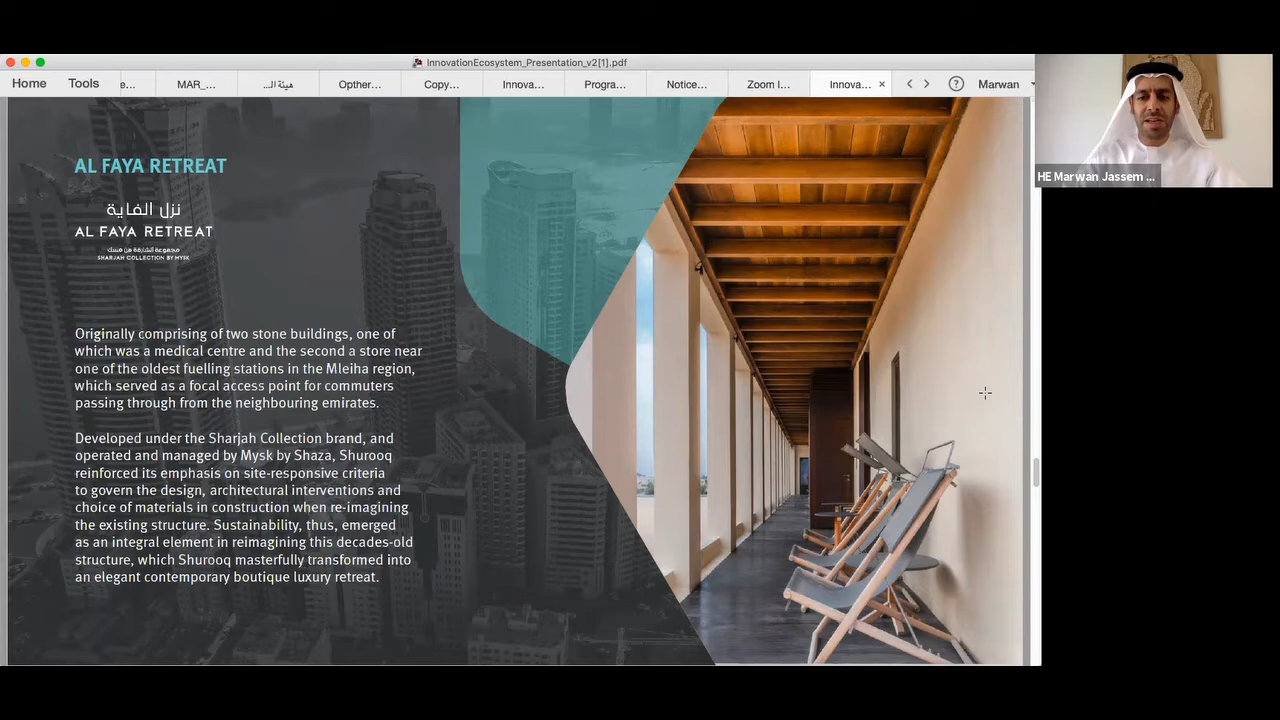 InnovationEcosystem_Presentation_v2[1].pdf
Home
Tools
e...
MAR_...
هيئة ال...
Opther...
Copy...
Innova...
Progra...
Notice...
Zoom I...
Innova...
×
?
Marwan
HE Marwan Jassem ...
AL FAYA RETREAT
نزل الفاية
AL FAYA RETREAT
مجموعة الشارقة من مسك
SHARJAH COLLECTION BY MYSK
Originally comprising of two stone buildings, one of
which was a medical centre and the second a store near
one of the oldest fuelling stations in the Mleiha region,
which served as a focal access point for commuters
passing through from the neighbouring emirates.
Developed under the Sharjah Collection brand, and
operated and managed by Mysk by Shaza, Shurooq
reinforced its emphasis on site-responsive criteria
to govern the design, architectural interventions and
choice of materials in construction when re-imagining
the existing structure. Sustainability, thus, emerged
as an integral element in reimagining this decades-old
structure, which Shurooq masterfully transformed into
an elegant contemporary boutique luxury retreat.